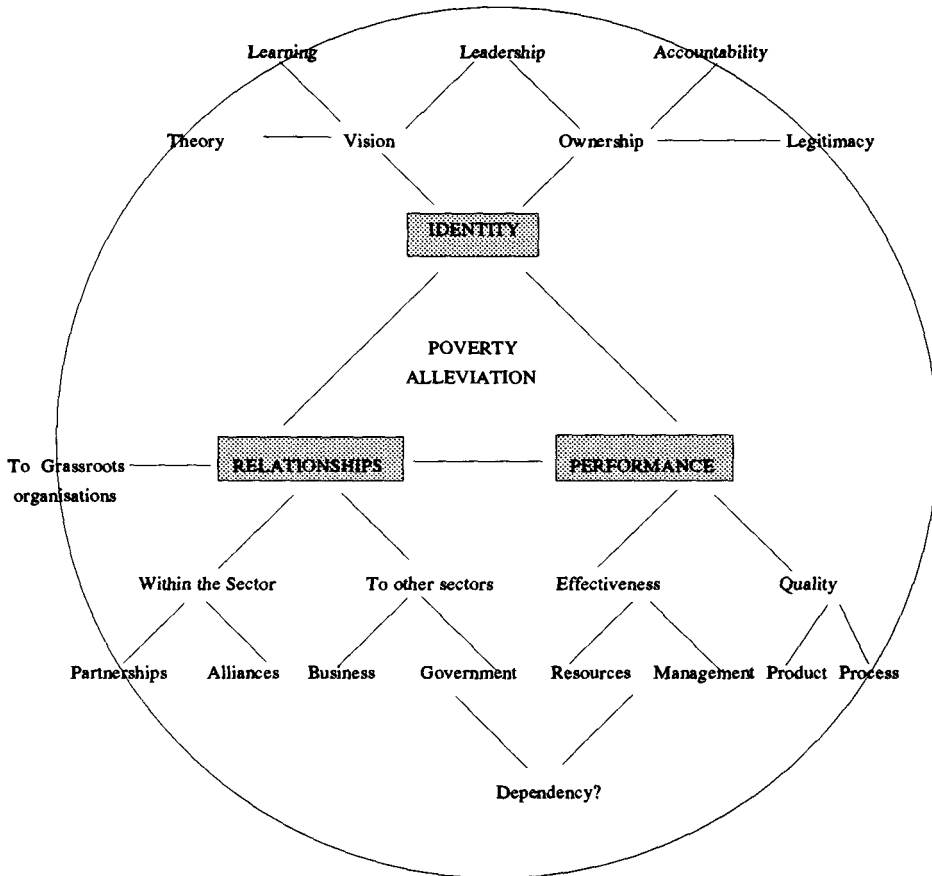 Learning Leadership Accountability
Theory Vision Ownership Legitimacy
IDENTITY
POVERTY
ALLEVIATION
To Grassroots RELATIONSHIPS PERFORMANCE
organisations
Within the Sector To other sectors Effectiveness Quality
Partnerships Alliances Business Government Resources Management Product Process
Dependency?